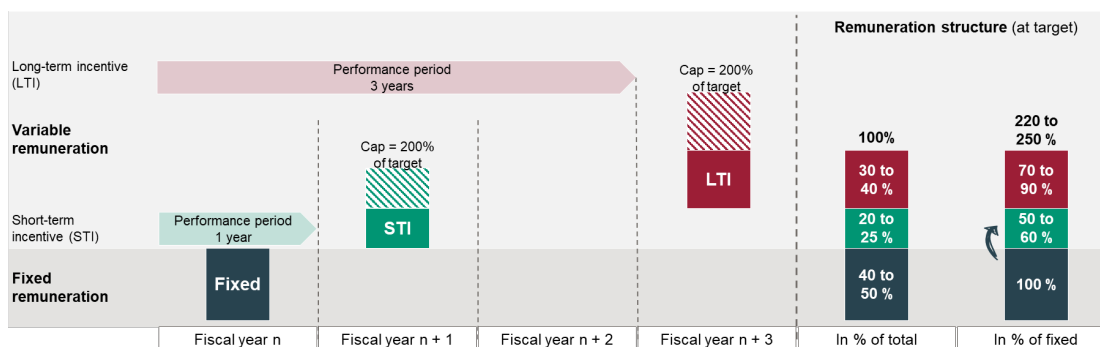 Remuneration structure (at target)
Long-term incentive
(LTI)
Performance period
3 years
Cap = 200%
of target
Variable
remuneration
Cap = 200%
of target
100%
220 to
250 %
LTI
30 to
40 %
70 to
90 %
Short-term
incentive (STI)
Performance period
1 year
STI
20 to
25 %
50 to
60 %
Fixed
remuneration
Fixed
40 to
50 %
100 %
Fiscal year n
Fiscal year n + 1
Fiscal year n + 2
Fiscal year n + 3
In % of total
In % of fixed